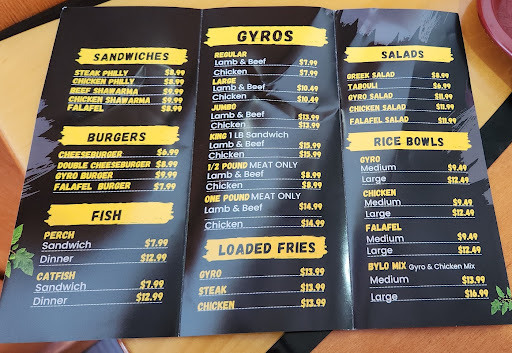 SANDWICHES
STEAK PHILLY $8.99
CHICKEN PHILLY $8.99
BEEF SHAWARMA $9.99
CHICKEN SHAWARMA $9.99
FALAFEL $8.99
BURGERS
CHEESEBURGER $6.99
DOUBLE CHEESEBURGER $8.99
GYRO BURGER $9.99
FALAFEL BURGER $7.99
FISH
PERCH
Sandwich $7.99
Dinner $12.99
CATFISH
Sandwich $7.99
Dinner $12.99
GYROS
REGULAR
Lamb & Beef $7.99
Chicken $7.99
LARGE
Lamb & Beef $10.49
Chicken $10.49
JUMBO
Lamb & Beef $13.99
Chicken $13.99
KING 1 LB Sandwich
Lamb & Beef $15.99
Chicken $15.99
1/2 POUND MEAT ONLY
Lamb & Beef $8.99
Chicken $8.99
ONE POUND MEAT ONLY
Lamb & Beef $14.99
Chicken $14.99
LOADED FRIES
GYRO $13.99
STEAK $13.99
CHICKEN $13.99
SALADS
GREEK SALAD $8.99
TABOULI $6.99
GYRO SALAD $11.99
CHICKEN SALAD $11.99
FALAFEL SALAD $11.99
RICE BOWLS
GYRO
Medium $9.49
Large $12.49
CHICKEN
Medium $9.49
Large $12.49
FALAFEL
Medium $9.49
Large $12.49
BYLO MIX Gyro & Chicken Mix
Medium $13.99
Large $16.99